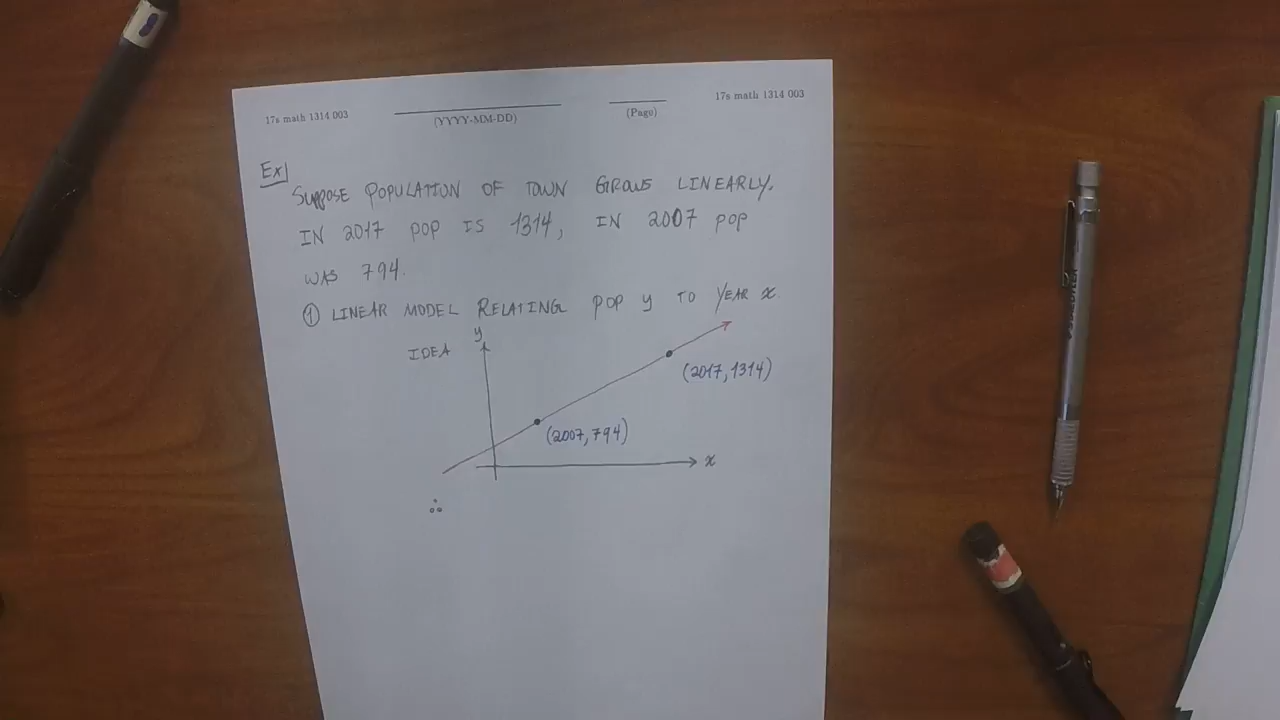 17s math 1314 003
(YYYY-MM-DD)
(Page)
17s math 1314 003
Ex|
SUPPOSE POPULATION OF TOWN GROWS LINEARLY.
IN 2017 POP IS 1314, IN 2007 POP
WAS 794.
① LINEAR MODEL RELATING POP y TO YEAR x.
IDEA
y
(2017, 1314)
(2007, 794)
x
∴